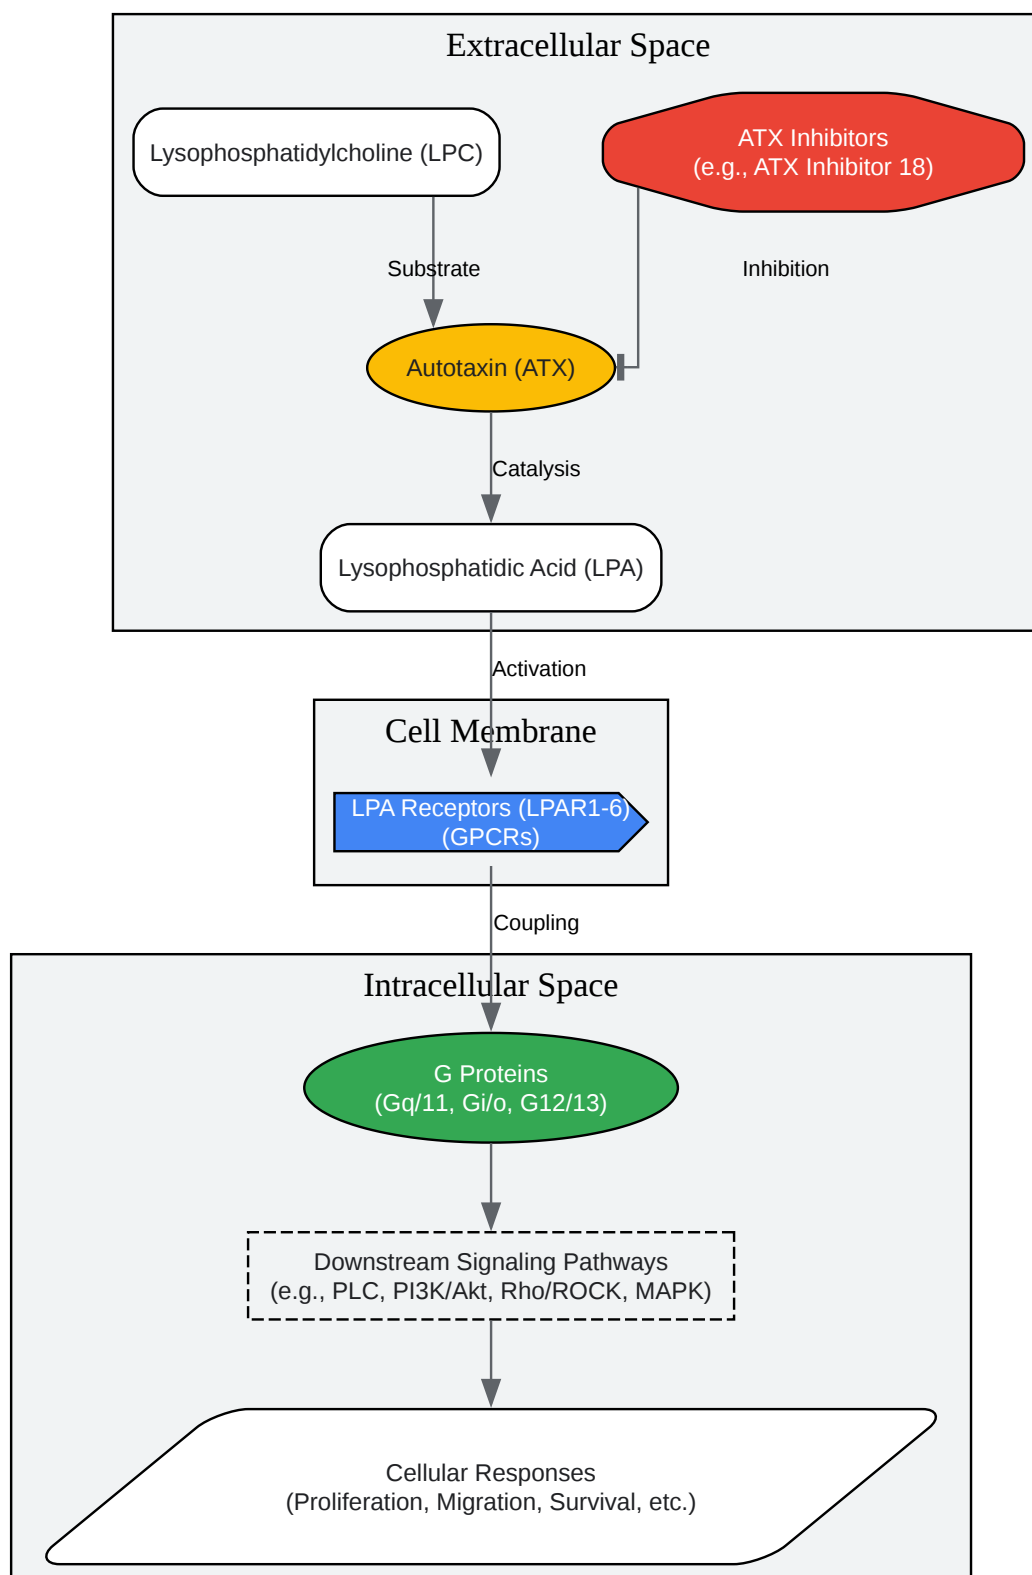 Extracellular Space
Lysophosphatidylcholine (LPC)
ATX Inhibitors
(e.g., ATX Inhibitor 18)
Substrate
Inhibition
Autotaxin (ATX)
Catalysis
Lysophosphatidic Acid (LPA)
Activation
Cell Membrane
LPA Receptors (LPAR1-6)
(GPCRs)
Coupling
Intracellular Space
G Proteins
(Gq/11, Gi/o, G12/13)
Downstream Signaling Pathways
(e.g., PLC, PI3K/Akt, Rho/ROCK, MAPK)
Cellular Responses
(Proliferation, Migration, Survival, etc.)